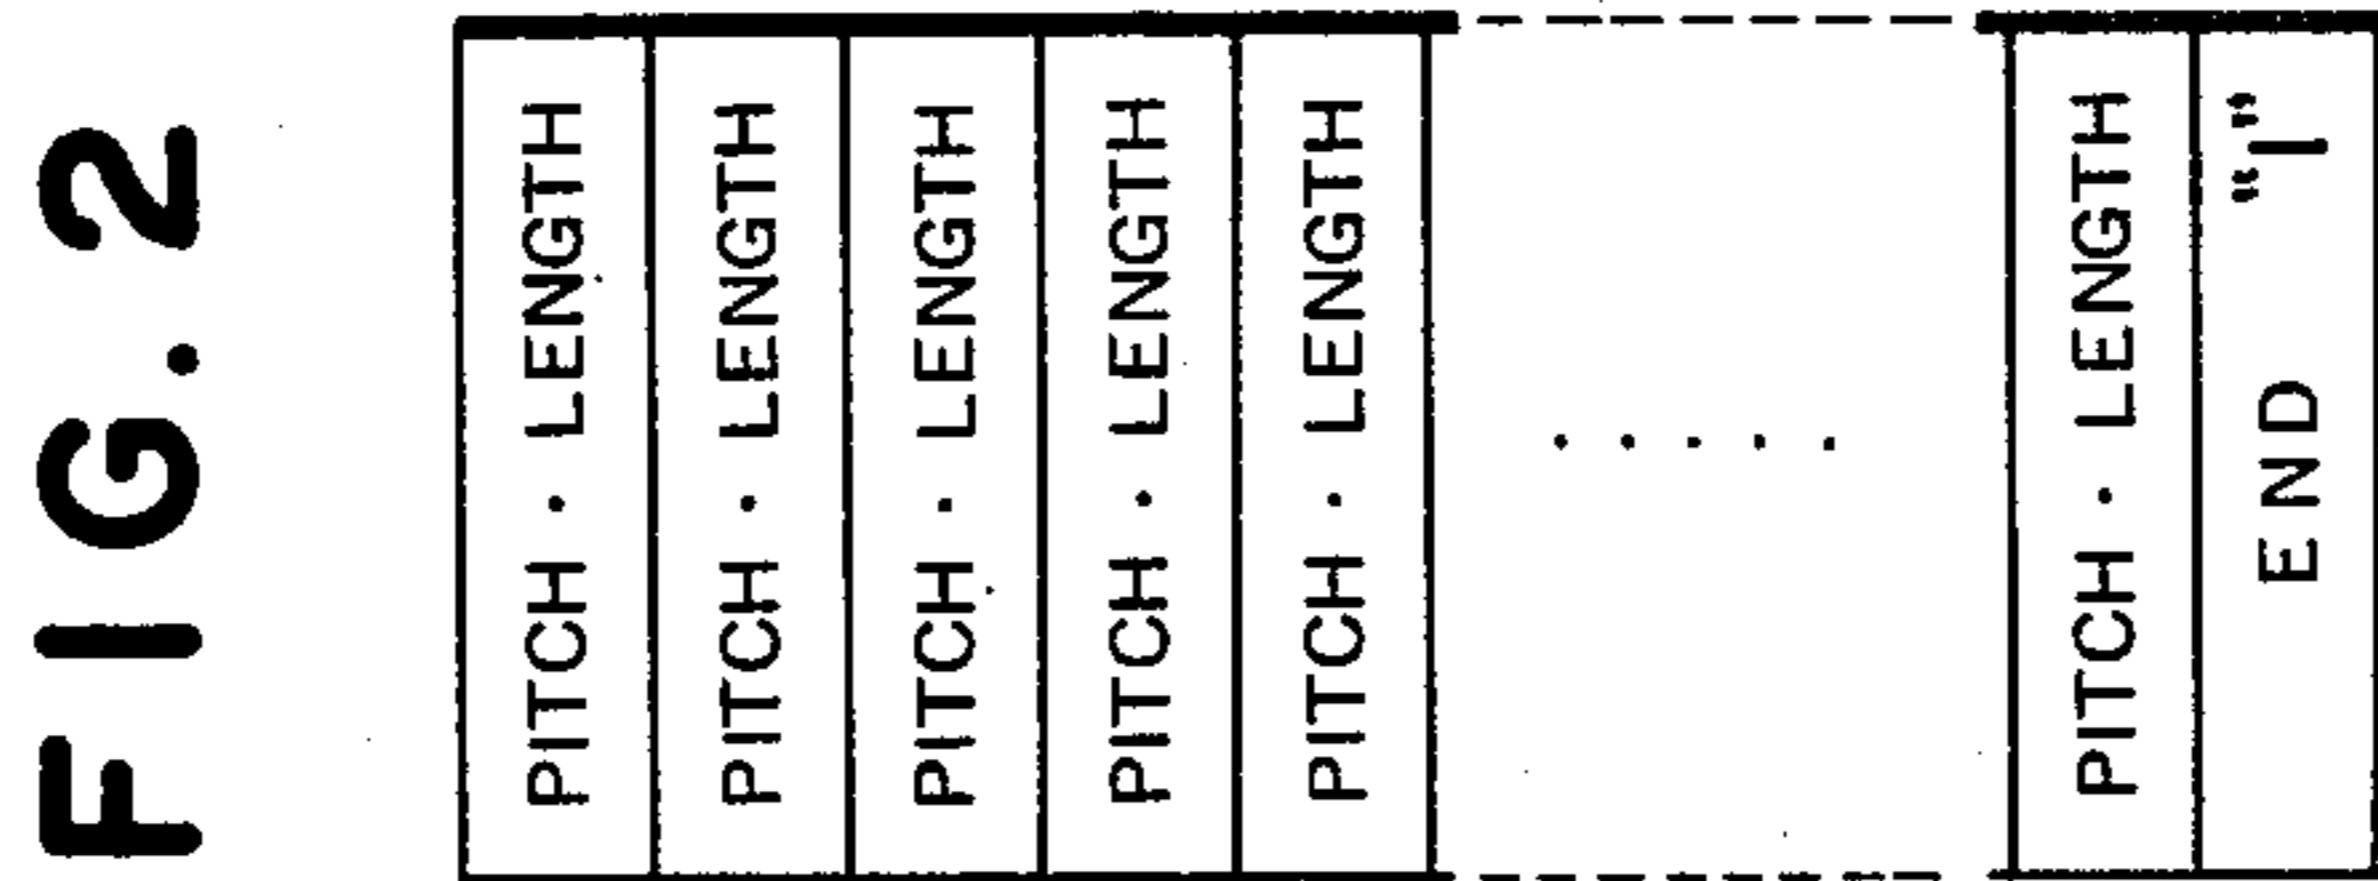 FIG. 2
PITCH · LENGTH
PITCH · LENGTH
PITCH · LENGTH
PITCH · LENGTH
PITCH · LENGTH
. . . . .
PITCH · LENGTH
END "1"